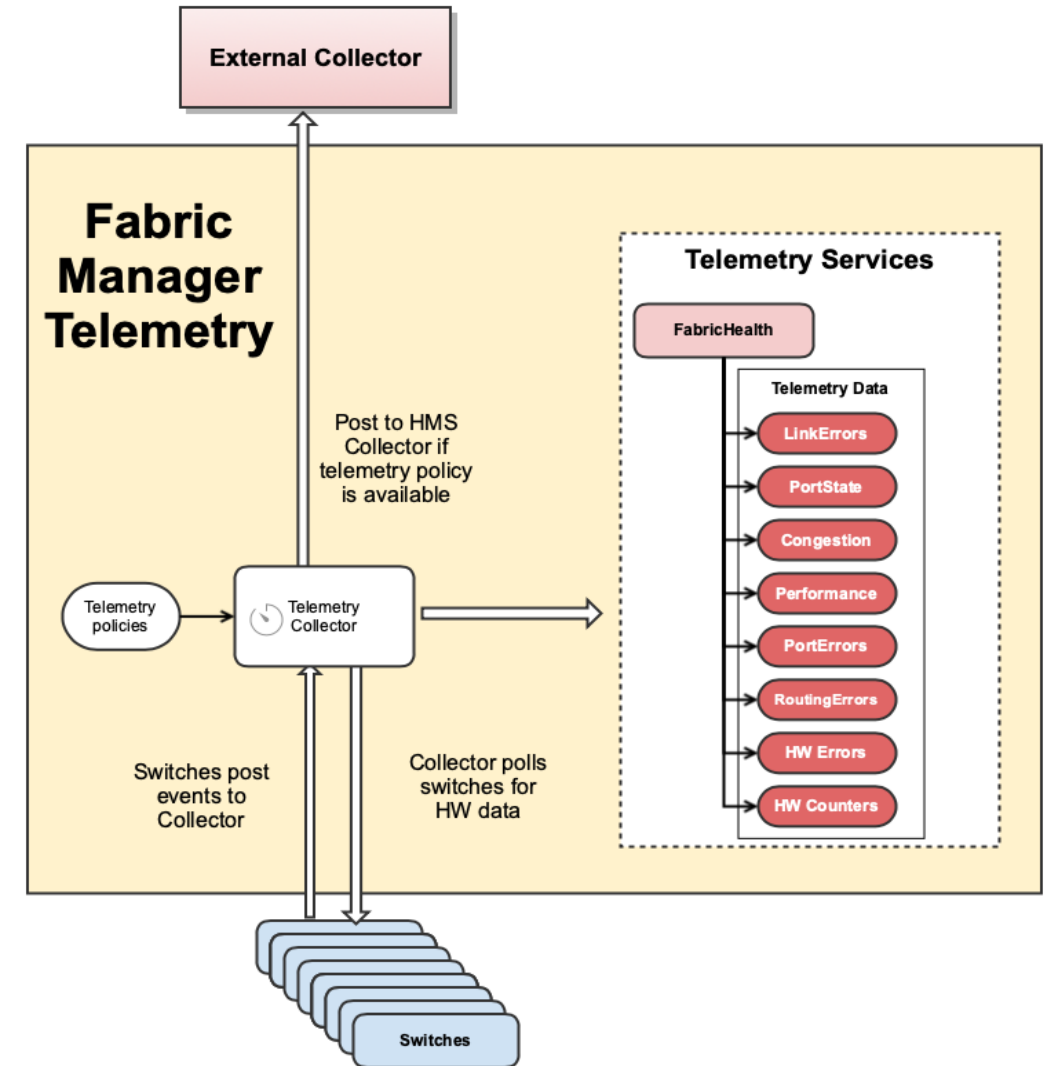 External Collector
Fabric
Manager
Telemetry
Telemetry Services
FabricHealth
Telemetry Data
LinkErrors
PortState
Congestion
Performance
PortErrors
RoutingErrors
HW Errors
HW Counters
Post to HMS
Collector if
telemetry policy
is available
Telemetry
policies
Telemetry
Collector
Switches post
events to
Collector
Collector polls
switches for
HW data
Switches